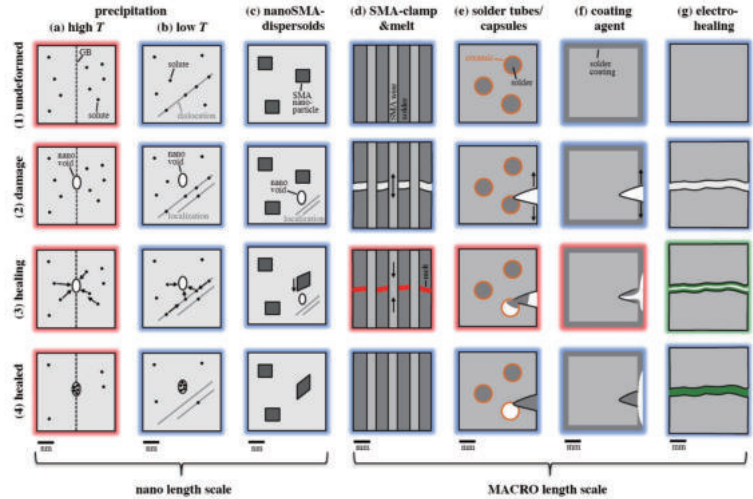 precipitation
(a) high T
(b) low T
(c) nanoSMA-
dispersoids
(d) SMA-clamp
&melt
(e) solder tubes/
capsules
(f) coating
agent
(g) electro-
healing
(1) undeformed
GB
solute
solute
dislocation
SMA
nano-
particle
SMA wire
solder
ceramic
solder
solder
coating
(2) damage
nano
void
nano
void
localization
nano
void
localization
(3) healing
melt
(4) healed
nm
nm
nm
mm
mm
mm
mm
nano length scale
MACRO length scale